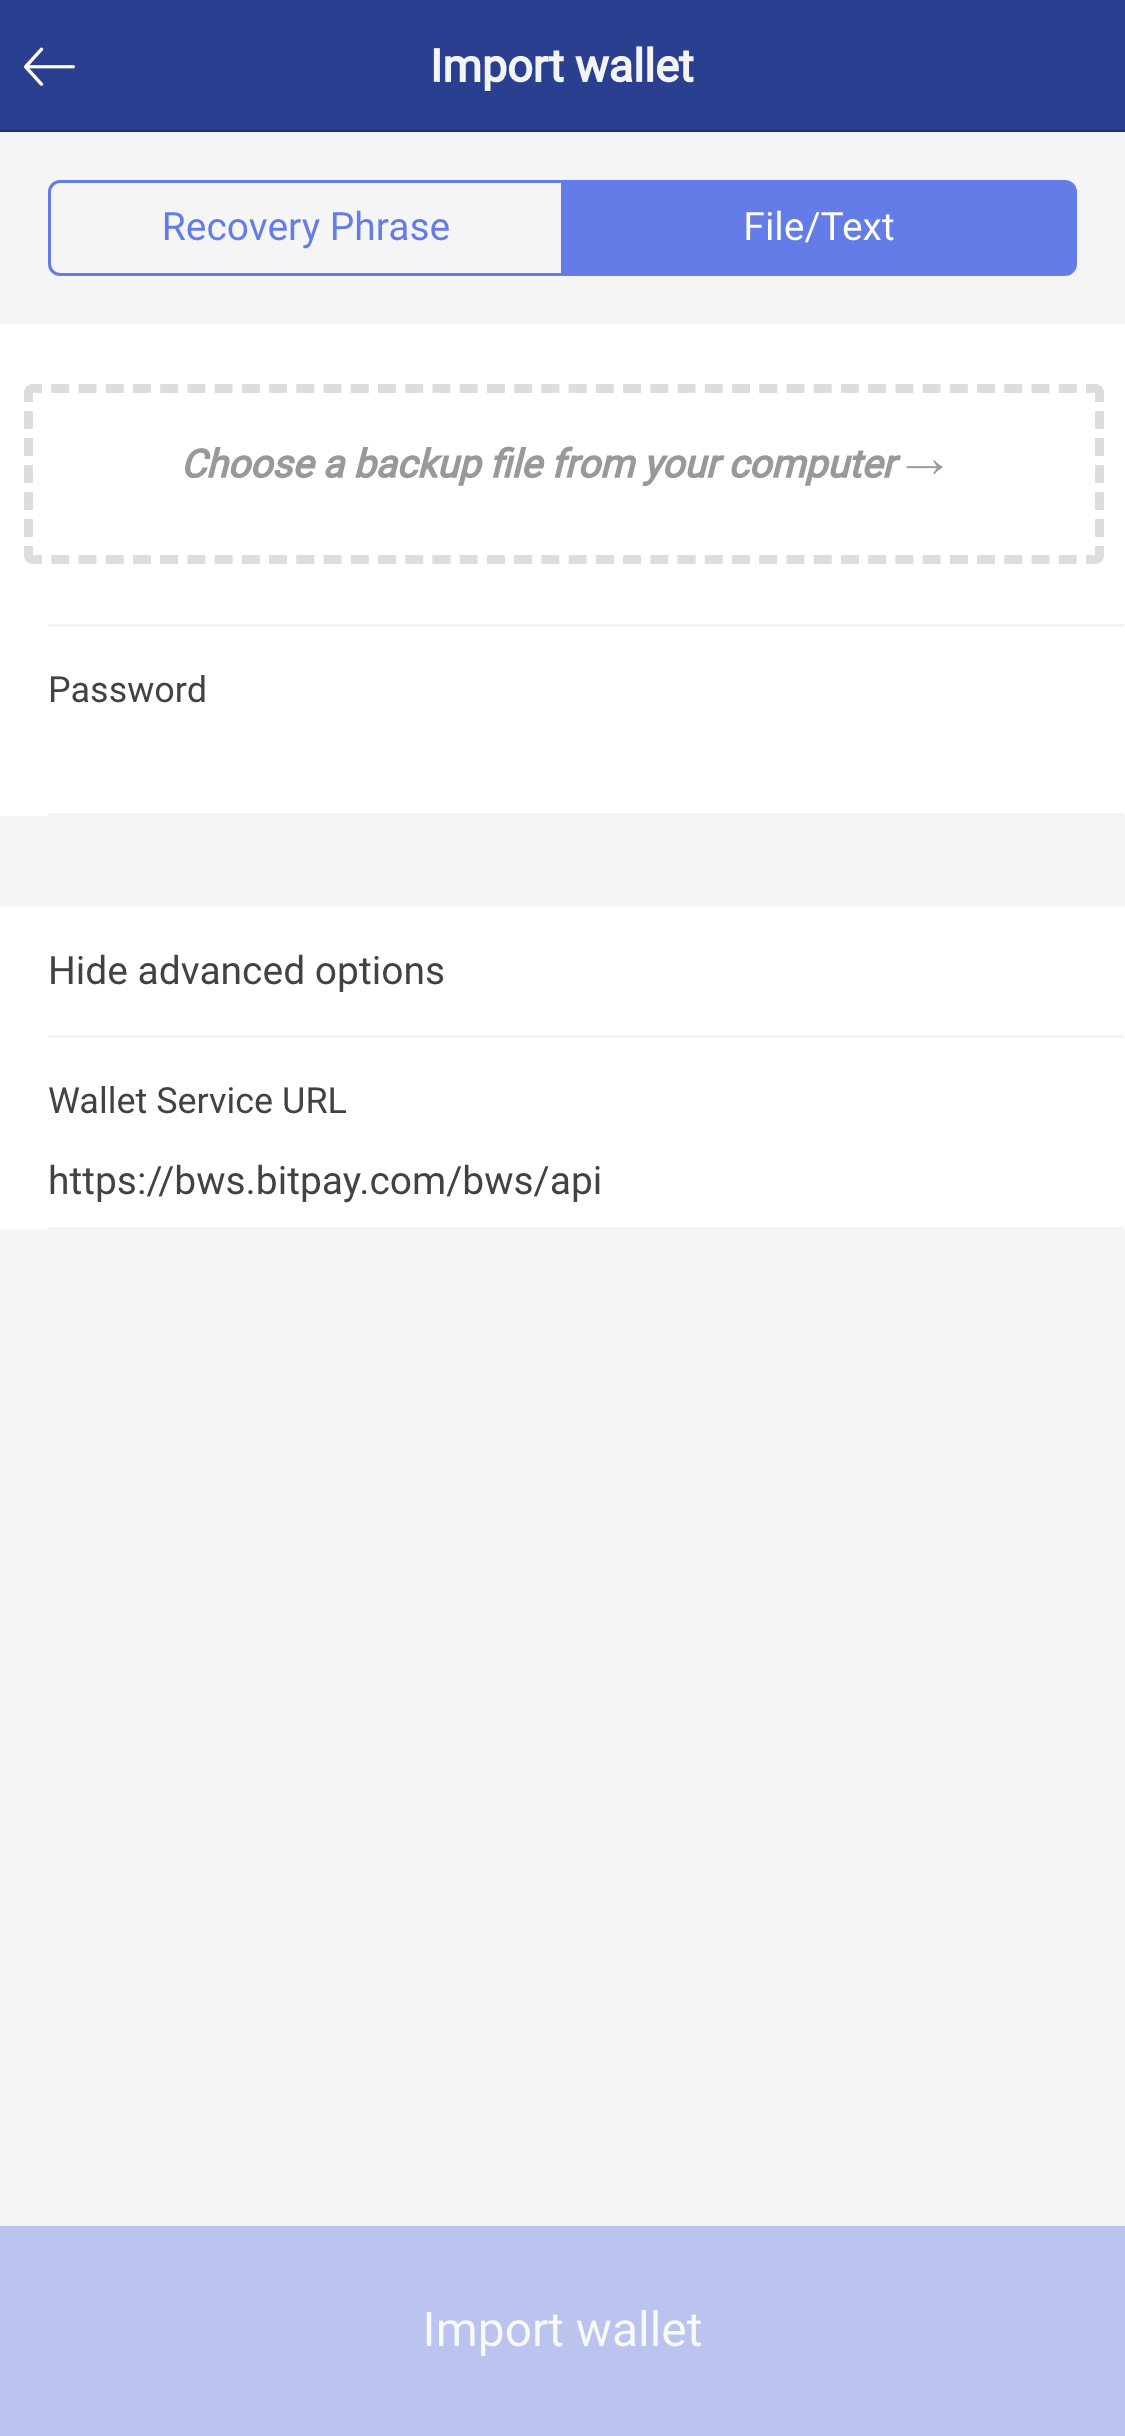 Import wallet
Recovery Phrase
File/Text
Choose a backup file from your computer→
Password
Hide advanced options
Wallet Service URL
https://bws.bitpay.com/bws/api
Import wallet